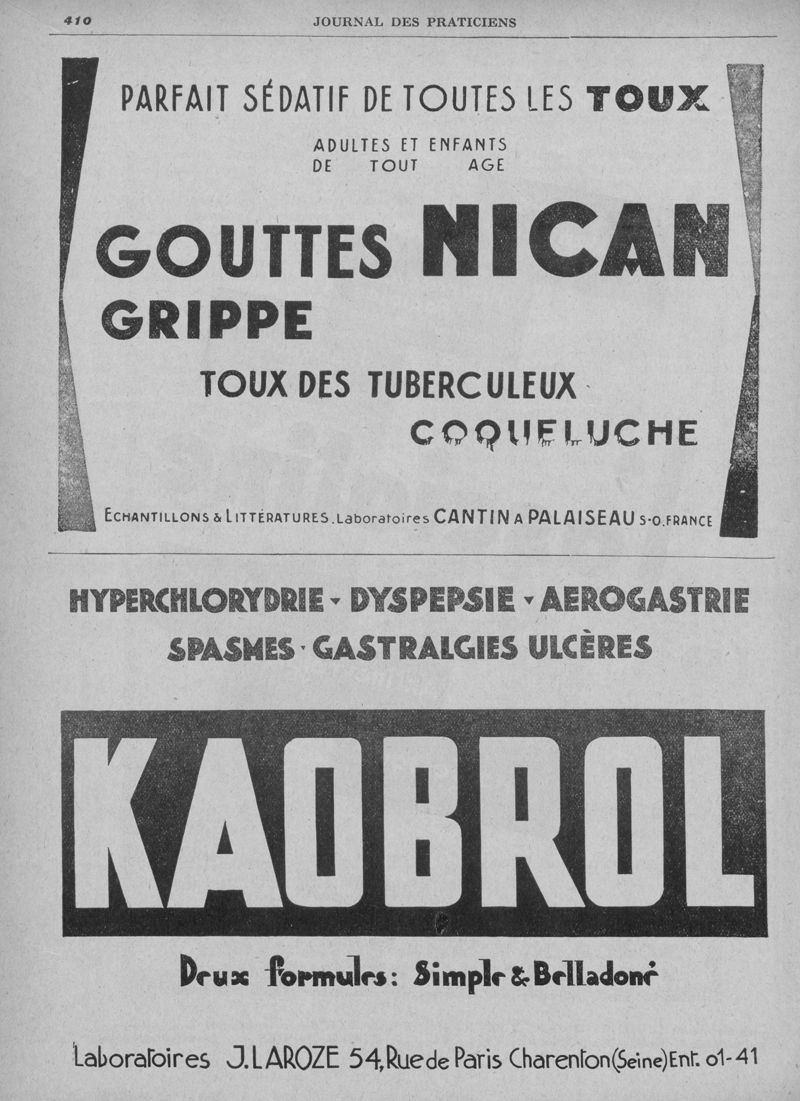 410
JOURNAL DES PRATICIENS
PARFAIT SÉDATIF DE TOUTES LES TOUX
ADULTES ET ENFANTS
DE TOUT AGE
GOUTTES NICAN
GRIPPE
TOUX DES TUBERCULEUX
COQUELUCHE
ECHANTILLONS & LITTÉRATURES. Laboratoires CANTIN A PALAISEAU S-O. FRANCE
HYPERCHLORYDRIE - DYSPEPSIE - AEROGASTRIE
SPASMES · GASTRALGIES ULCÈRES
KAOBROL
Deux formules: Simple & Belladoné
Laboratoires J. LAROZE 54, Rue de Paris Charenton (Seine) Ent. 01-41